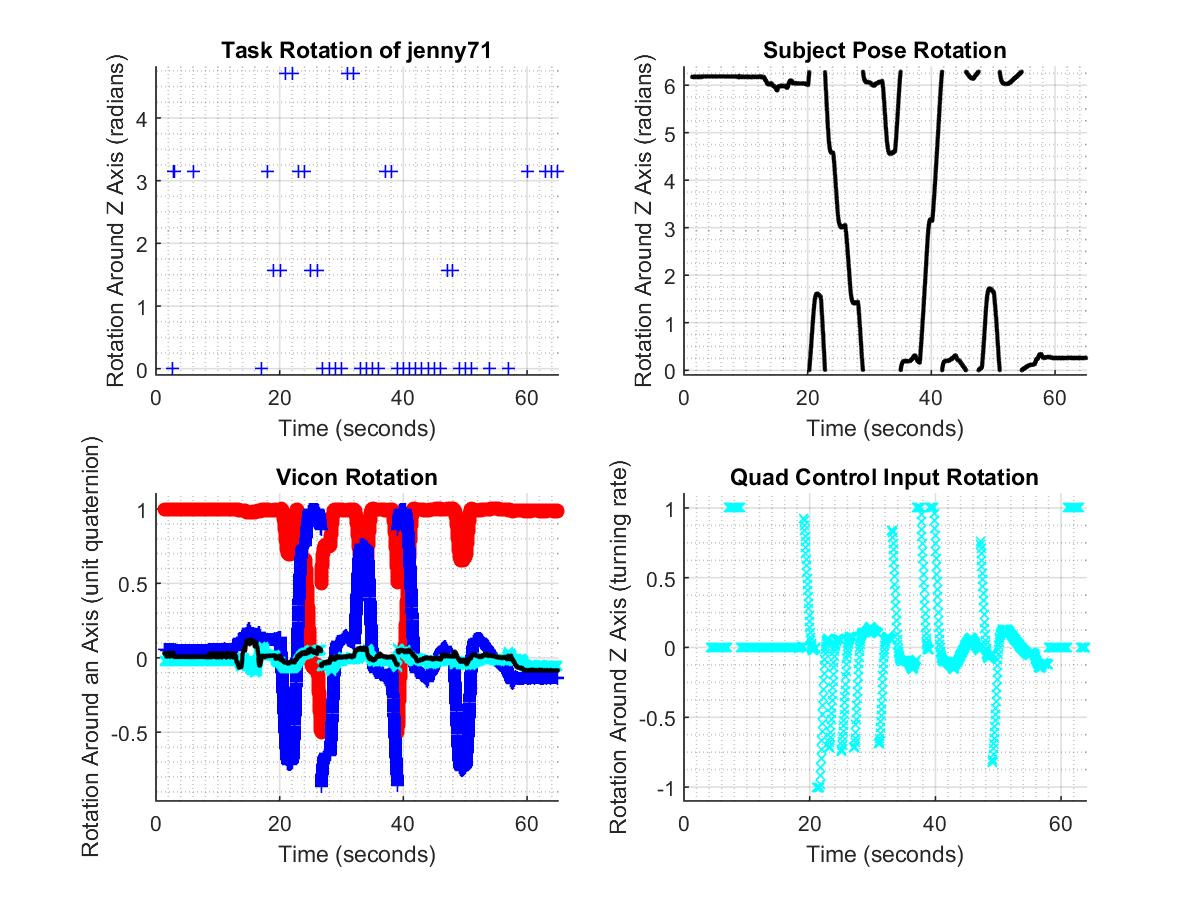 Task Rotation of jenny71
Rotation Around Z Axis (radians)
4
3
2
1
0
0 20 40 60
Time (seconds)
Subject Pose Rotation
Rotation Around Z Axis (radians)
6
5
4
3
2
1
0
0 20 40 60
Time (seconds)
Vicon Rotation
Rotation Around an Axis (unit quaternion)
1
0.5
0
-0.5
0 20 40 60
Time (seconds)
Quad Control Input Rotation
Rotation Around Z Axis (turning rate)
1
0.5
0
-0.5
-1
0 20 40 60
Time (seconds)